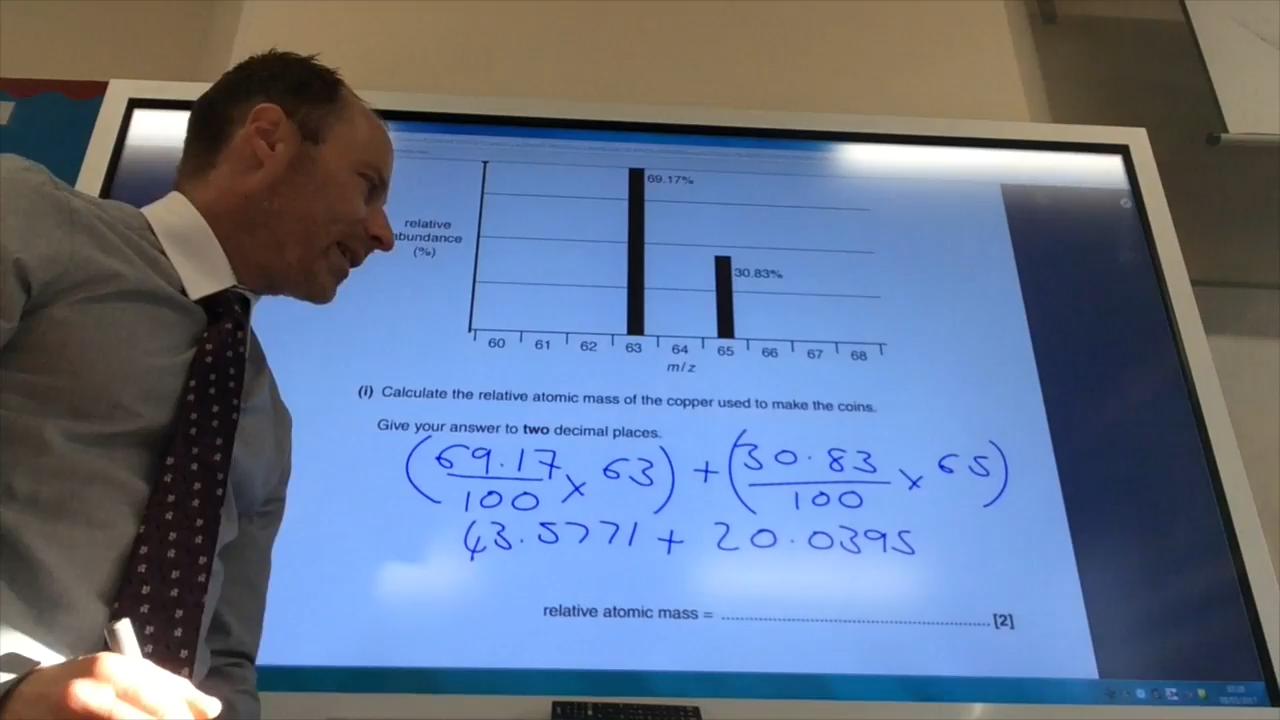 69.17%
relative
abundance
(%)
30.83%
60 61 62 63 64 65 66 67 68
m/z
(i) Calculate the relative atomic mass of the copper used to make the coins.
Give your answer to two decimal places.
(69.17/100 × 63) + (30.83/100 × 65)
43.5771 + 20.0395
relative atomic mass = ........................................................ [2]